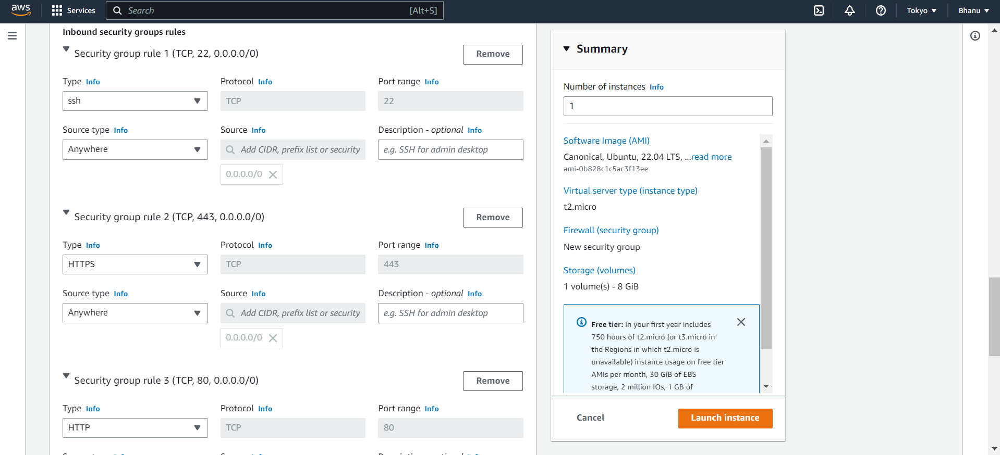 aws
Services
Search
[Alt+S]
Tokyo
Bhanu
Inbound security groups rules
Security group rule 1 (TCP, 22, 0.0.0.0/0)
Remove
Type Info
Protocol Info
Port range Info
ssh
TCP
22
Source type Info
Source Info
Description - optional Info
Anywhere
Add CIDR, prefix list or security
e.g. SSH for admin desktop
0.0.0.0/0
Security group rule 2 (TCP, 443, 0.0.0.0/0)
Remove
Type Info
Protocol Info
Port range Info
HTTPS
TCP
443
Source type Info
Source Info
Description - optional Info
Anywhere
Add CIDR, prefix list or security
e.g. SSH for admin desktop
0.0.0.0/0
Security group rule 3 (TCP, 80, 0.0.0.0/0)
Remove
Type Info
Protocol Info
Port range Info
HTTP
TCP
80
Summary
Number of instances Info
1
Software Image (AMI)
Canonical, Ubuntu, 22.04 LTS, ...read more
ami-0b828c1c5ac3f13ee
Virtual server type (instance type)
t2.micro
Firewall (security group)
New security group
Storage (volumes)
1 volume(s) - 8 GiB
Free tier: In your first year includes
750 hours of t2.micro (or t3.micro in
the Regions in which t2.micro is
unavailable) instance usage on free tier
AMIs per month, 30 GiB of EBS
storage, 2 million IOs, 1 GB of
Cancel
Launch instance